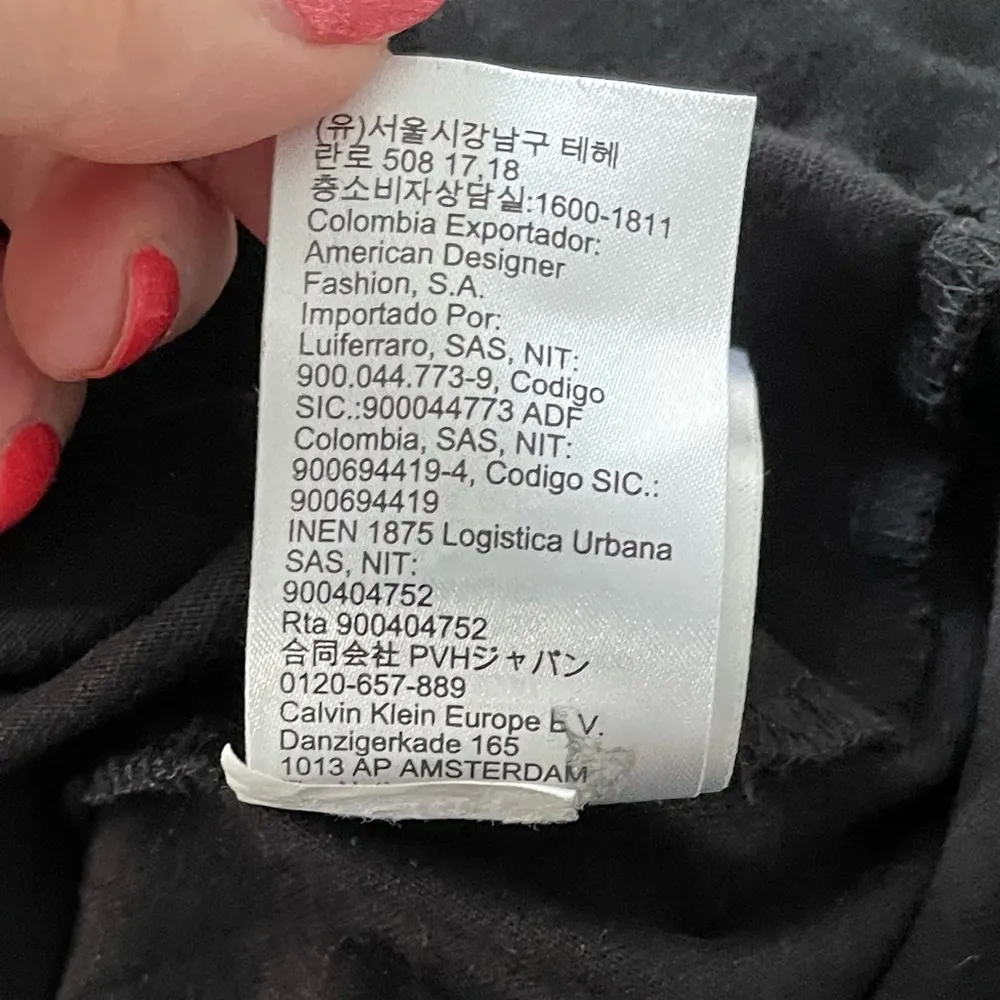 (유)서울시강남구 테헤
란로 508 17,18
층소비자상담실:1600-1811
Colombia Exportador:
American Designer
Fashion, S.A.
Importado Por:
Luiferraro, SAS, NIT:
900.044.773-9, Codigo
SIC.:900044773 ADF
Colombia, SAS, NIT:
900694419-4, Codigo SIC.:
900694419
INEN 1875 Logistica Urbana
SAS, NIT:
900404752
Rta 900404752
合同会社 PVHジャパン
0120-657-889
Calvin Klein Europe B.V.
Danzigerkade 165
1013 AP AMSTERDAM